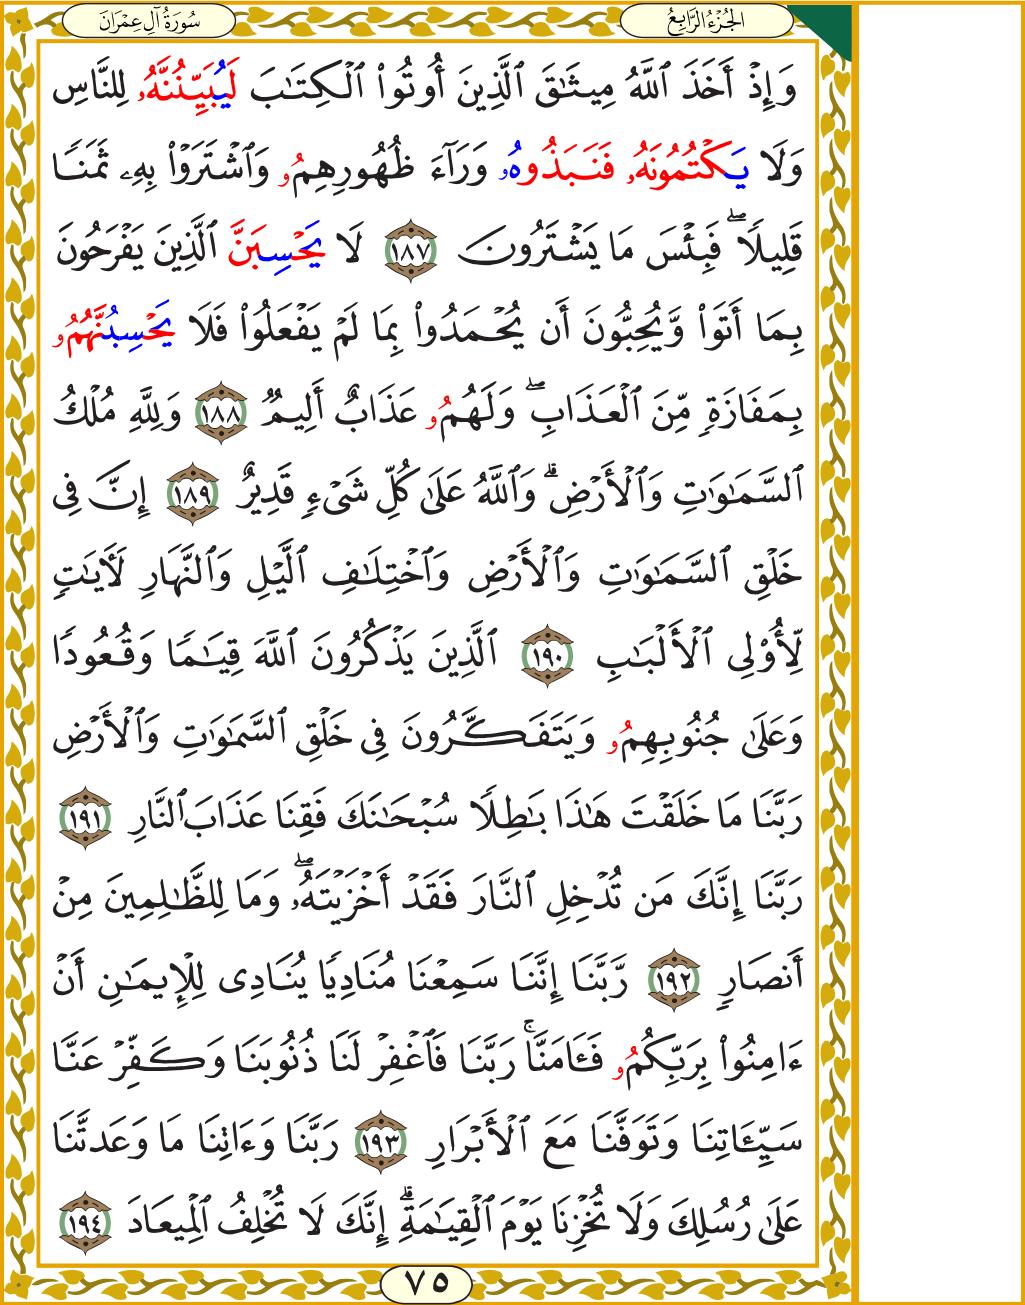 الجُزْءُ الرَّابِعُ
سُورَةُ آلِ عِمْرَانَ
وَإِذْ أَخَذَ ٱللَّهُ مِيثَٰقَ ٱلَّذِينَ أُوتُوا۟ ٱلْكِتَٰبَ لَيُبَيِّنُنَّهُۥ لِلنَّاسِ
وَلَا يَكْتُمُونَهُۥ فَنَبَذُوهُۥ وَرَآءَ ظُهُورِهِمُۥ وَٱشْتَرَوْا۟ بِهِۦ ثَمَنًا
قَلِيلًا ۖ فَبِئْسَ مَا يَشْتَرُونَ ١٨٧ لَا يَحْسِبَنَّ ٱلَّذِينَ يَفْرَحُونَ
بِمَا أَتَوا۟ وَّيُحِبُّونَ أَن يُحْمَدُوا۟ بِمَا لَمْ يَفْعَلُوا۟ فَلَا يَحْسِبُنَّهُمُۥ
بِمَفَازَةٍ مِّنَ ٱلْعَذَابِ ۖ وَلَهُمُۥ عَذَابٌ أَلِيمٌ ١٨٨ وَلِلَّهِ مُلْكُ
ٱلسَّمَٰوَٰتِ وَٱلْأَرْضِ ۗ وَٱللَّهُ عَلَىٰ كُلِّ شَىْءٍ قَدِيرٌ ١٨٩ إِنَّ فِى
خَلْقِ ٱلسَّمَٰوَٰتِ وَٱلْأَرْضِ وَٱخْتِلَٰفِ ٱلَّيْلِ وَٱلنَّهَارِ لَأٓيَٰتٍ
لِّأُو۟لِى ٱلْأَلْبَٰبِ ١٩٠ ٱلَّذِينَ يَذْكُرُونَ ٱللَّهَ قِيَٰمًا وَقُعُودًا
وَعَلَىٰ جُنُوبِهِمُۥ وَيَتَفَكَّرُونَ فِى خَلْقِ ٱلسَّمَٰوَٰتِ وَٱلْأَرْضِ
رَبَّنَا مَا خَلَقْتَ هَٰذَا بَٰطِلًا سُبْحَٰنَكَ فَقِنَا عَذَابَ ٱلنَّارِ ١٩١
رَبَّنَا إِنَّكَ مَن تُدْخِلِ ٱلنَّارَ فَقَدْ أَخْزَيْتَهُۥ ۖ وَمَا لِلظَّٰلِمِينَ مِنْ
أَنصَارٍ ١٩٢ رَّبَّنَا إِنَّنَا سَمِعْنَا مُنَادِيًا يُنَادِى لِلْإِيمَٰنِ أَنْ
ءَامِنُوا۟ بِرَبِّكُمُۥ فَـَٔامَنَّا ۚ رَبَّنَا فَٱغْفِرْ لَنَا ذُنُوبَنَا وَكَفِّرْ عَنَّا
سَيِّـَٔاتِنَا وَتَوَفَّنَا مَعَ ٱلْأَبْرَارِ ١٩٣ رَبَّنَا وَءَاتِنَا مَا وَعَدتَّنَا
عَلَىٰ رُسُلِكَ وَلَا تُخْزِنَا يَوْمَ ٱلْقِيَٰمَةِ ۗ إِنَّكَ لَا تُخْلِفُ ٱلْمِيعَادَ ١٩٤
٧٥